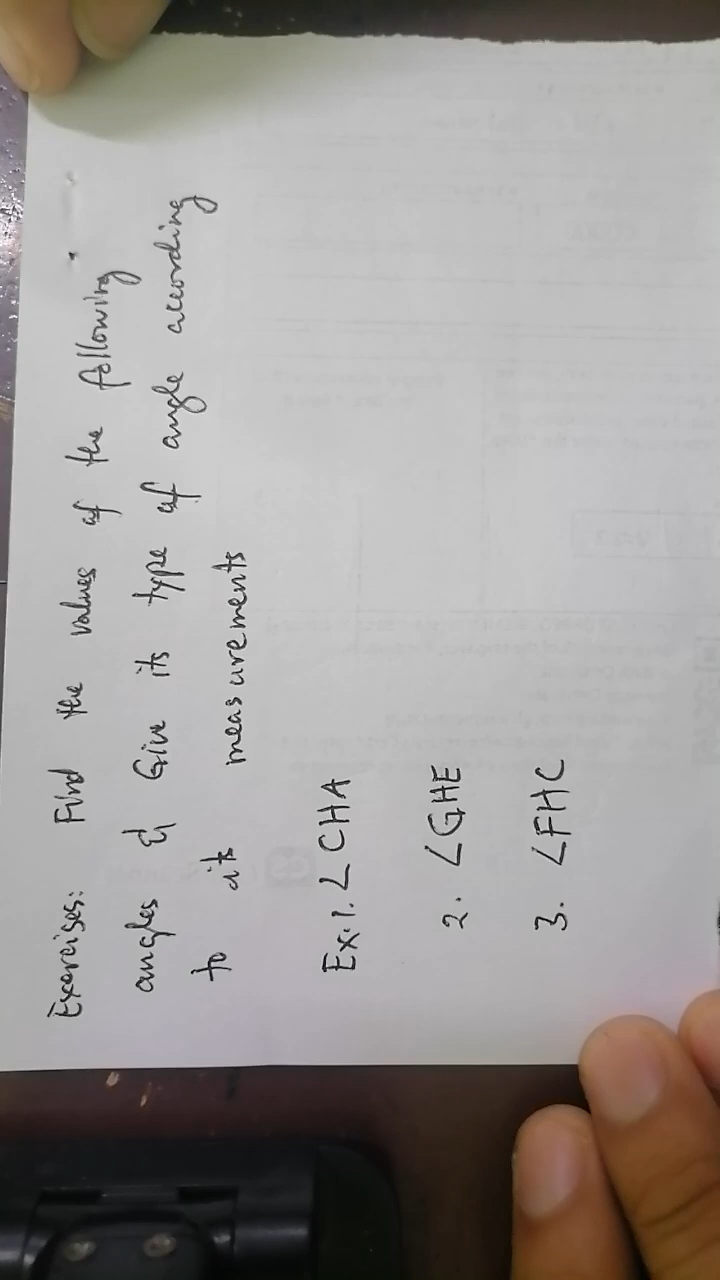 Exercises: Find the values of the following
angles & Give its type of angle according
to its measurements
Ex. 1. ∠CHA
2. ∠GHE
3. ∠FHC